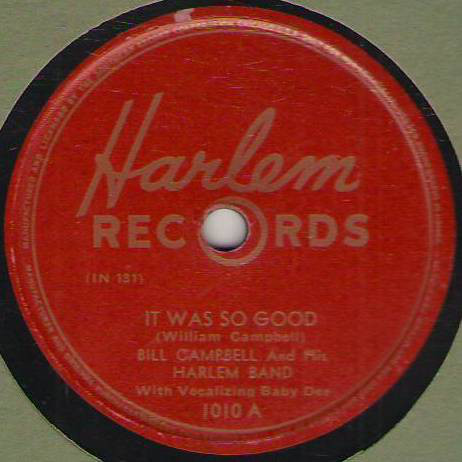 Harlem
RECORDS
(IN 131)
IT WAS SO GOOD
(William Campbell)
BILL CAMPBELL And His
HARLEM BAND
With Vocalizing Baby Dee
1010 A